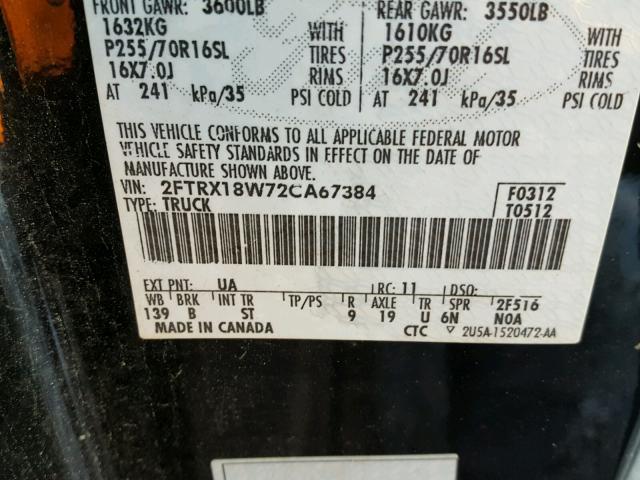 FRONT GAWR: 3600LB REAR GAWR: 3550LB
1632KG WITH 1610KG WITH
P255/70R16SL TIRES P255/70R16SL TIRES
16X7.0J RIMS 16X7.0J RIMS
AT 241 kPa/35 PSI COLD AT 241 kPa/35 PSI COLD
THIS VEHICLE CONFORMS TO ALL APPLICABLE FEDERAL MOTOR
VEHICLE SAFETY STANDARDS IN EFFECT ON THE DATE OF
MANUFACTURE SHOWN ABOVE.
VIN: 2FTRX18W72CA67384 F0312
TYPE: TRUCK T0512
EXT PNT: UA RC: 11 DSO:
WB BRK INT TR TP/PS R AXLE TR SPR 2F516
139 B ST 9 19 U 6N N0A
MADE IN CANADA CTC ▽ 2U5A-1520472-AA